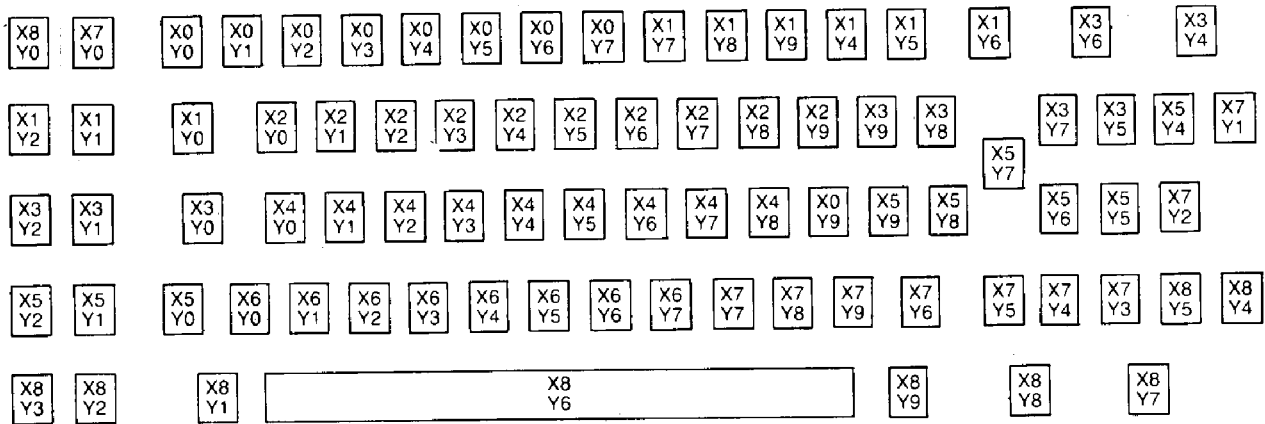 X8 X7 X0 X0 X0 X0 X0 X0 X0 X0 X1 X1 X1 X1 X1 X1 X3 X3
Y0 Y0 Y0 Y1 Y2 Y3 Y4 Y5 Y6 Y7 Y7 Y8 Y9 Y4 Y5 Y6 Y6 Y4
X1 X1 X1 X2 X2 X2 X2 X2 X2 X2 X2 X2 X2 X3 X3 X3 X3 X5 X7
Y2 Y1 Y0 Y0 Y1 Y2 Y3 Y4 Y5 Y6 Y7 Y8 Y9 Y9 Y8 Y7 Y5 Y4 Y1
X5
Y7
X3 X3 X3 X4 X4 X4 X4 X4 X4 X4 X4 X4 X0 X5 X5 X5 X5 X7
Y2 Y1 Y0 Y0 Y1 Y2 Y3 Y4 Y5 Y6 Y7 Y8 Y9 Y9 Y8 Y6 Y5 Y2
X5 X5 X5 X6 X6 X6 X6 X6 X6 X6 X6 X7 X7 X7 X7 X7 X7 X7 X8 X8
Y2 Y1 Y0 Y0 Y1 Y2 Y3 Y4 Y5 Y6 Y7 Y7 Y8 Y9 Y6 Y5 Y4 Y3 Y5 Y4
X8 X8 X8 X8 X8 X8 X8
Y3 Y2 Y1 Y6 Y9 Y8 Y7